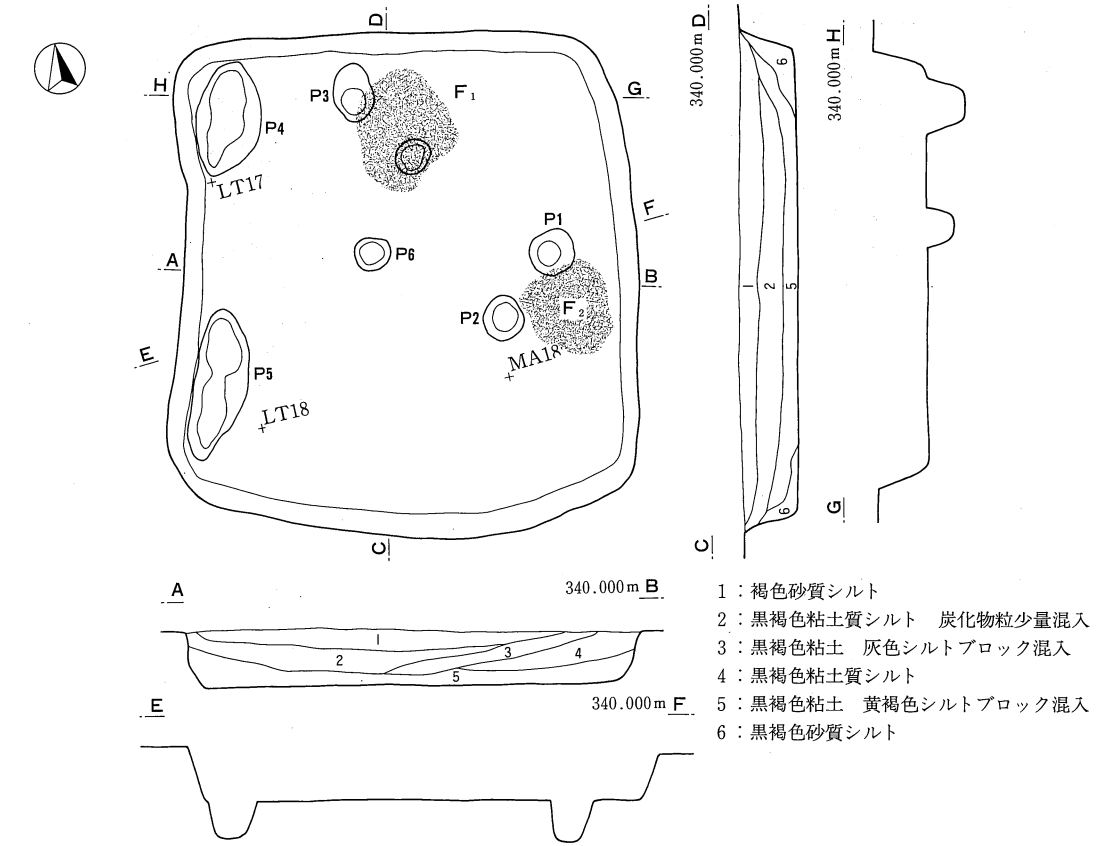 D
H
G
P3
F₁
P4
LT17
F
P1
A
P6
B
P2
F₂
MA18
E
P5
LT18
C
340.000m D
6
1
2
5
6
C
340.000m H
G
A
340.000m B
1
2
3
4
5
E
340.000m F
1：褐色砂質シルト
2：黒褐色粘土質シルト　炭化物粒少量混入
3：黒褐色粘土　灰色シルトブロック混入
4：黒褐色粘土質シルト
5：黒褐色粘土　黄褐色シルトブロック混入
6：黒褐色砂質シルト